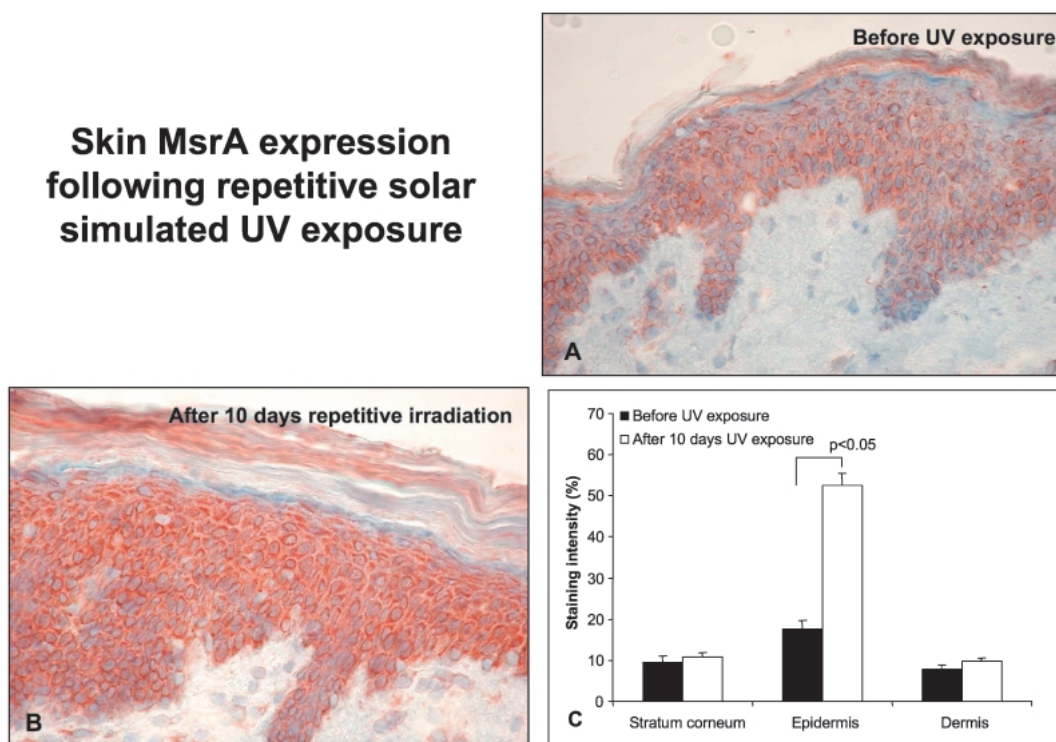 Skin MsrA expression
following repetitive solar
simulated UV exposure
Before UV exposure
A
After 10 days repetitive irradiation
B
70
60
50
40
30
20
10
0
Staining intensity (%)
Before UV exposure
After 10 days UV exposure
p<0.05
Stratum corneum
Epidermis
Dermis
C